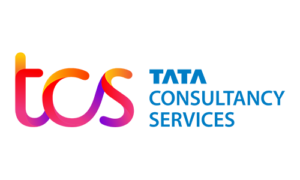 tcs
TATA
CONSULTANCY
SERVICES